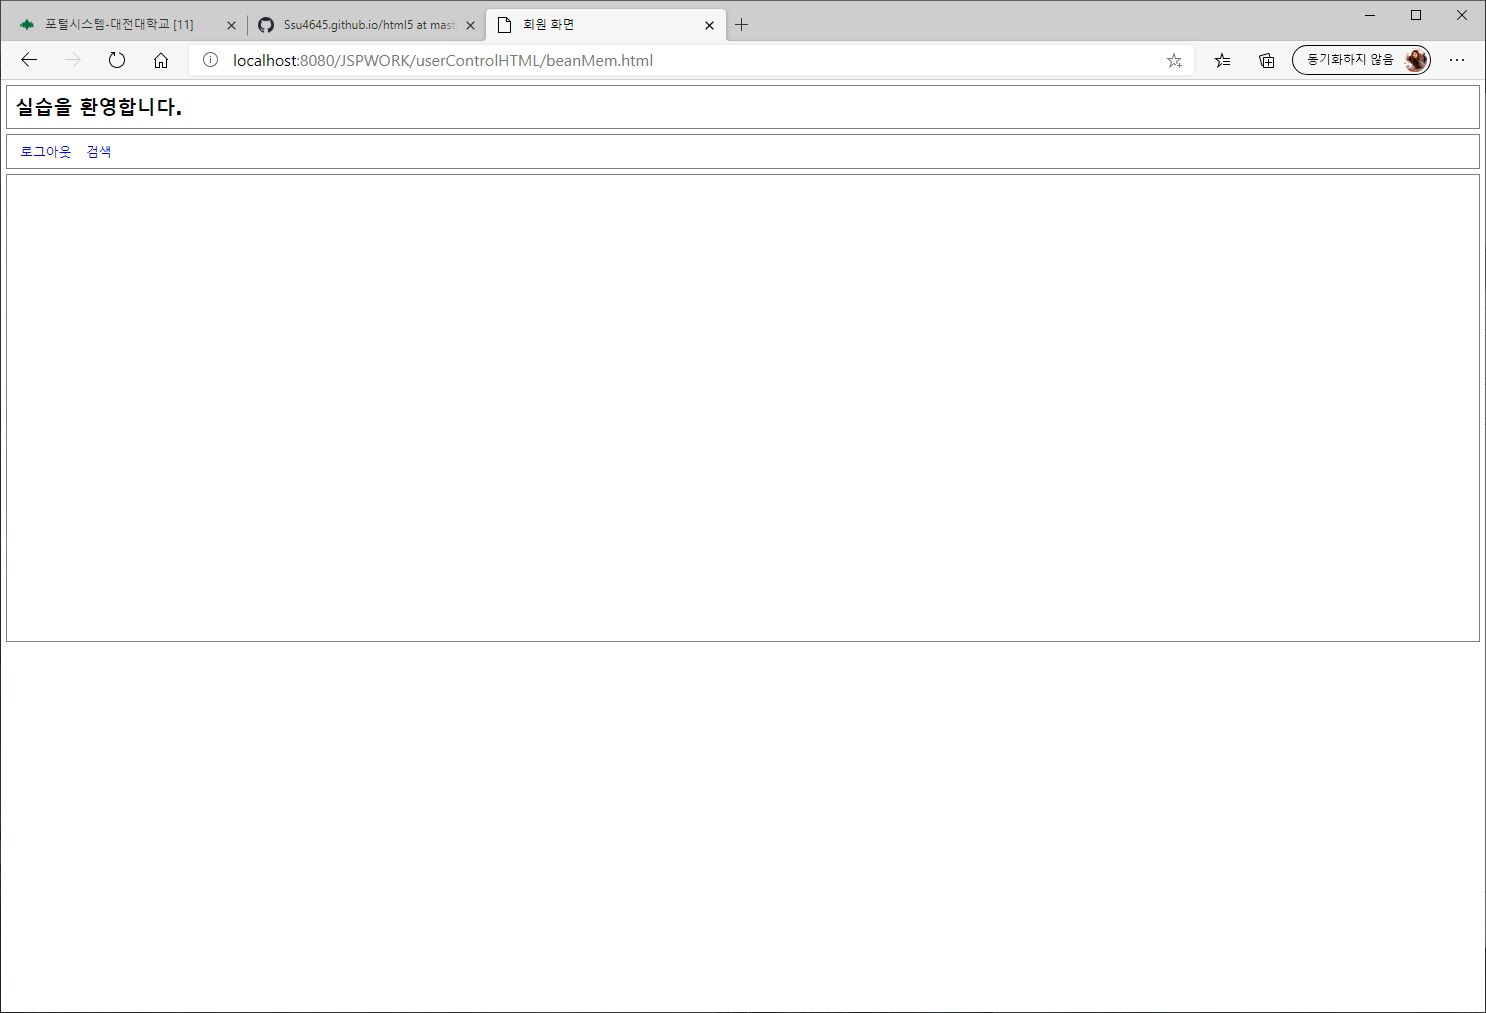 포털시스템-대전대학교 [11]
Ssu4645.github.io/html5 at mast
회원 화면
localhost:8080/JSPWORK/userControlHTML/beanMem.html
동기화하지 않음
실습을 환영합니다.
로그아웃 검색